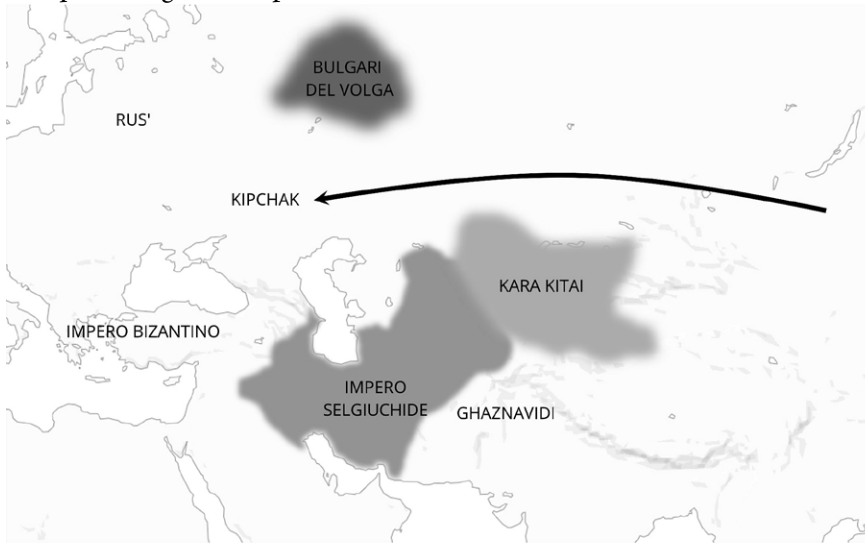 BULGARI
DEL VOLGA
RUS'
KIPCHAK
KARA KITAI
IMPERO BIZANTINO
IMPERO
SELGIUCHIDE
GHAZNAVIDI